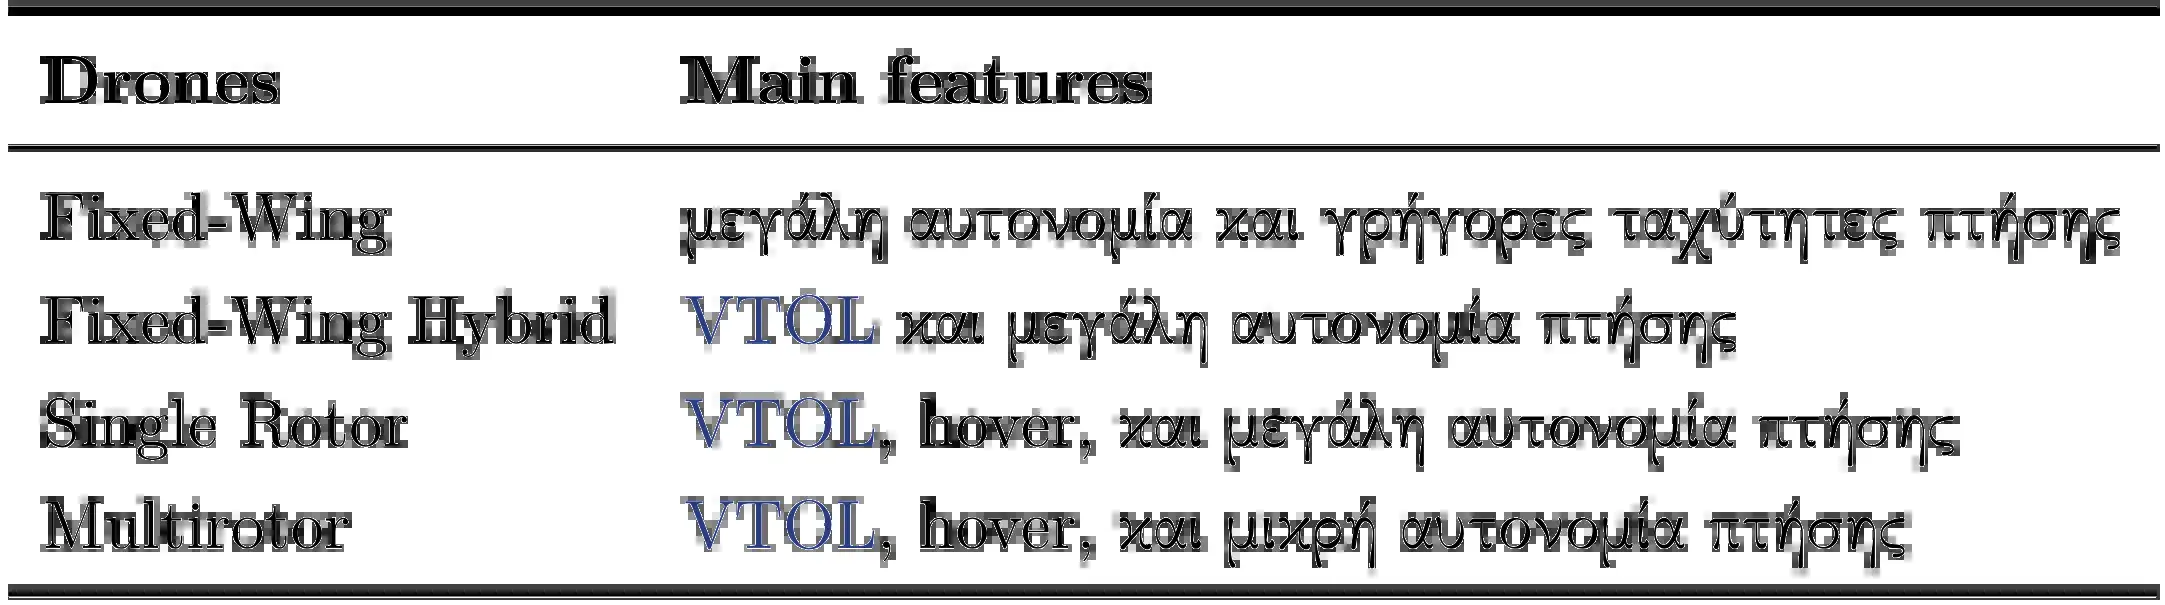 Drones Main features
Fixed-Wing μεγάλη αυτονομία και γρήγορες ταχύτητες πτήσης
Fixed-Wing Hybrid VTOL και μεγάλη αυτονομία πτήσης
Single Rotor VTOL, hover, και μεγάλη αυτονομία πτήσης
Multirotor VTOL, hover, και μικρή αυτονομία πτήσης